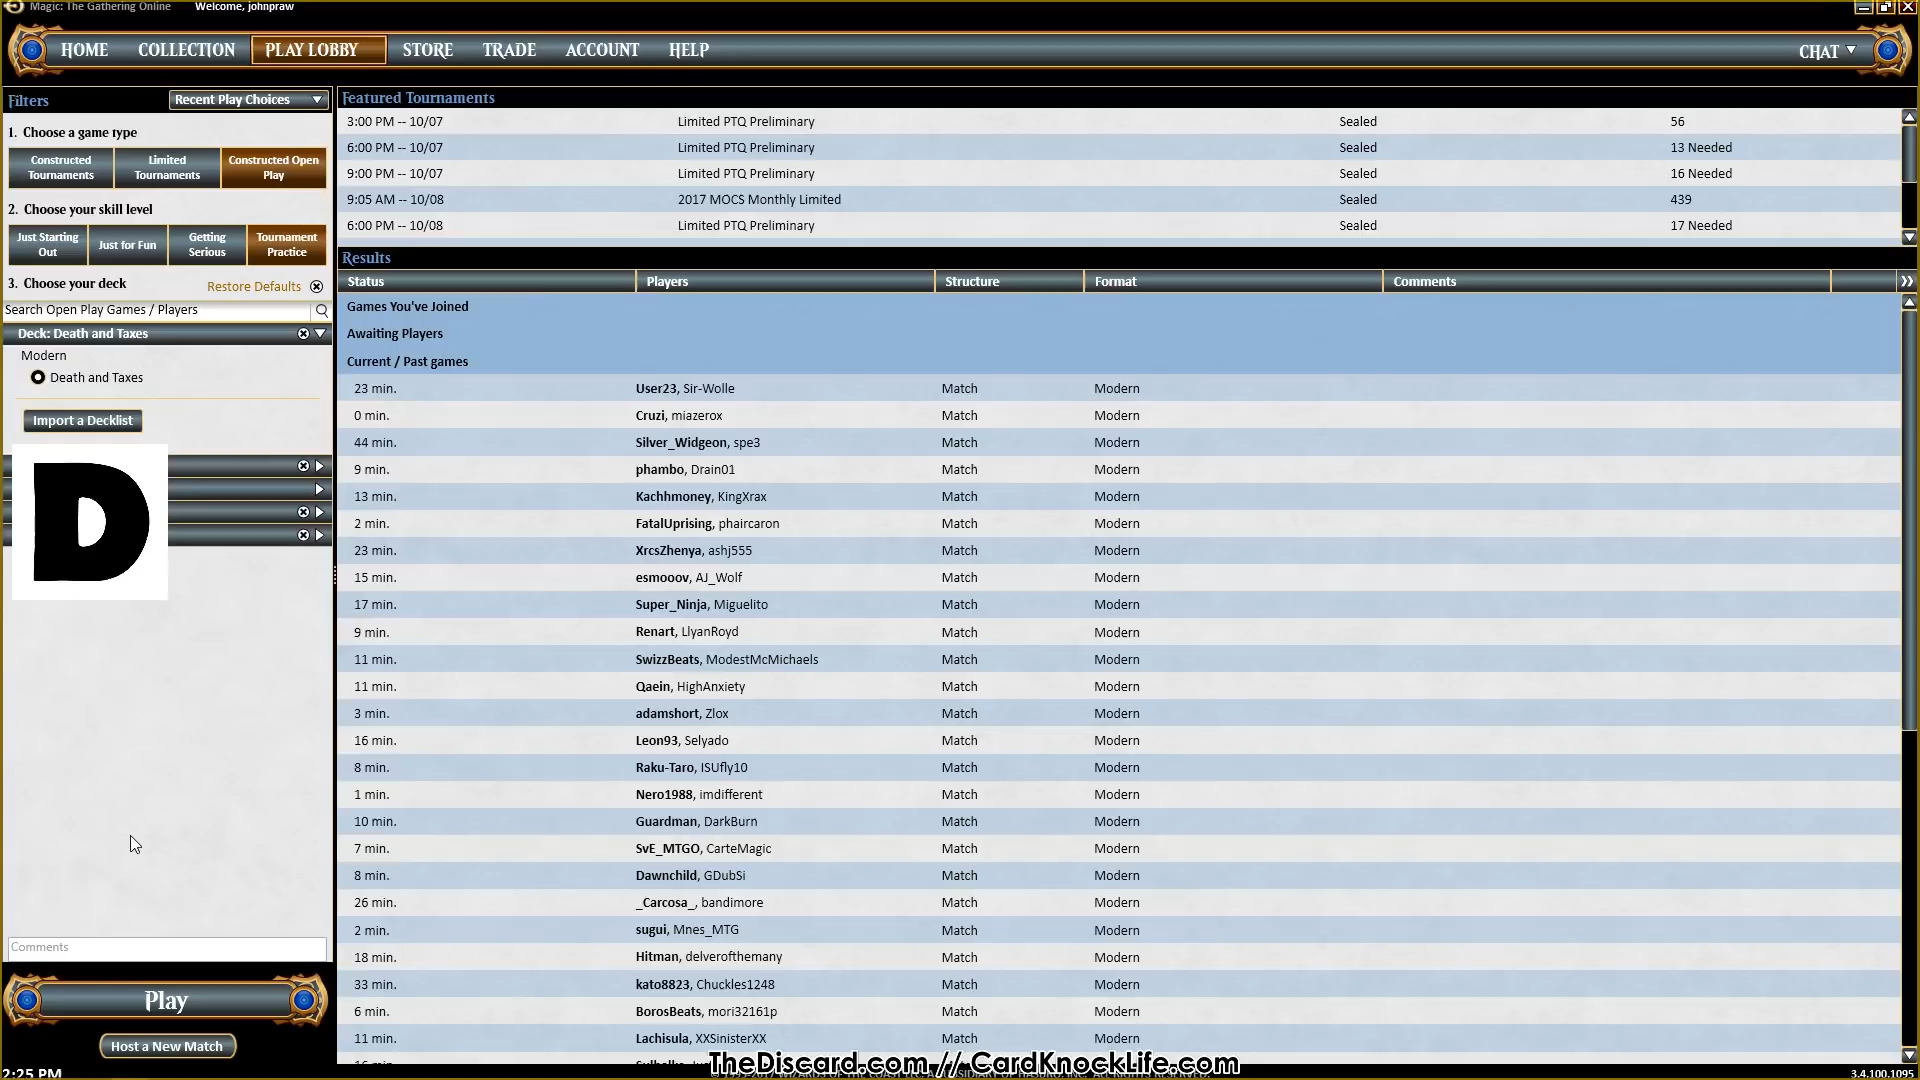 Magic: The Gathering Online Welcome, johnpraw
HOME COLLECTION PLAY LOBBY STORE TRADE ACCOUNT HELP CHAT
Filters Recent Play Choices
1. Choose a game type
Constructed Tournaments Limited Tournaments Constructed Open Play
2. Choose your skill level
Just Starting Out Just for Fun Getting Serious Tournament Practice
3. Choose your deck Restore Defaults
Search Open Play Games / Players
Deck: Death and Taxes
Modern
Death and Taxes
Import a Decklist
D
Comments
Play
Host a New Match
2:25 PM
Featured Tournaments
3:00 PM -- 10/07 Limited PTQ Preliminary Sealed 56
6:00 PM -- 10/07 Limited PTQ Preliminary Sealed 13 Needed
9:00 PM -- 10/07 Limited PTQ Preliminary Sealed 16 Needed
9:05 AM -- 10/08 2017 MOCS Monthly Limited Sealed 439
6:00 PM -- 10/08 Limited PTQ Preliminary Sealed 17 Needed
Results
Status Players Structure Format Comments
Games You've Joined
Awaiting Players
Current / Past games
23 min. User23, Sir-Wolle Match Modern
0 min. Cruzi, miazerox Match Modern
44 min. Silver_Widgeon, spe3 Match Modern
9 min. phambo, Drain01 Match Modern
13 min. Kachhmoney, KingXrax Match Modern
2 min. FatalUprising, phaircaron Match Modern
23 min. XrcsZhenya, ashj555 Match Modern
15 min. esmooov, AJ_Wolf Match Modern
17 min. Super_Ninja, Miguelito Match Modern
9 min. Renart, LlyanRoyd Match Modern
11 min. SwizzBeats, ModestMcMichaels Match Modern
11 min. Qaein, HighAnxiety Match Modern
3 min. adamshort, Zlox Match Modern
16 min. Leon93, Selyado Match Modern
8 min. Raku-Taro, ISUfly10 Match Modern
1 min. Nero1988, imdifferent Match Modern
10 min. Guardman, DarkBurn Match Modern
7 min. SvE_MTGO, CarteMagic Match Modern
8 min. Dawnchild, GDubSi Match Modern
26 min. _Carcosa_, bandimore Match Modern
2 min. sugui, Mnes_MTG Match Modern
18 min. Hitman, delverofthemany Match Modern
33 min. kato8823, Chuckles1248 Match Modern
6 min. BorosBeats, mori32161p Match Modern
11 min. Lachisula, XXSinisterXX Match Modern
TheDiscard.com // CardKnockLife.com
3.4.100.1095